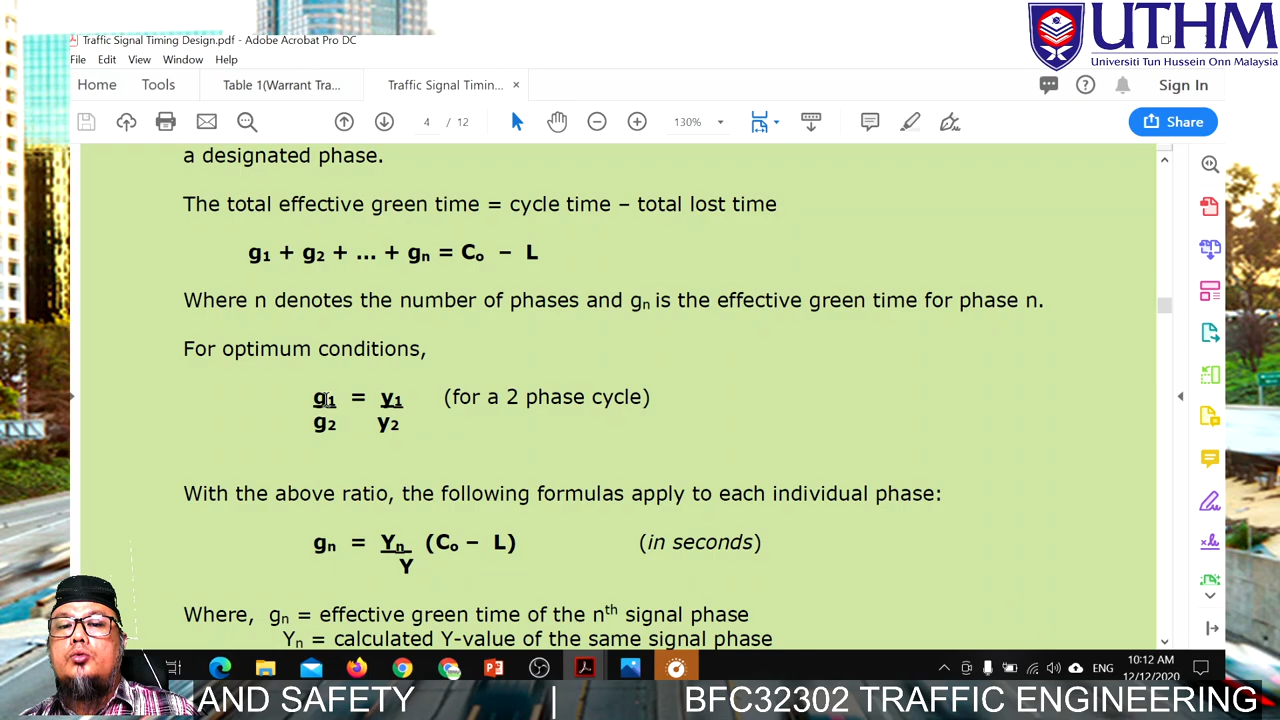 UTHM
Universiti Tun Hussein Onn Malaysia
Traffic Signal Timing Design.pdf - Adobe Acrobat Pro DC
File Edit View Window Help
Home Tools Table 1(Warrant Tra... Traffic Signal Timin... × Sign In
4 / 12 130% Share
a designated phase.
The total effective green time = cycle time – total lost time
g₁ + g₂ + ... + gₙ = Cₒ – L
Where n denotes the number of phases and gₙ is the effective green time for phase n.
For optimum conditions,
g₁ = y₁ (for a 2 phase cycle)
g₂ y₂
With the above ratio, the following formulas apply to each individual phase:
gₙ = Yₙ (Cₒ – L) (in seconds)
Y
Where, gₙ = effective green time of the nᵗʰ signal phase
Yₙ = calculated Y-value of the same signal phase
ENG 10:12 AM
12/12/2020
AND SAFETY | BFC32302 TRAFFIC ENGINEERING